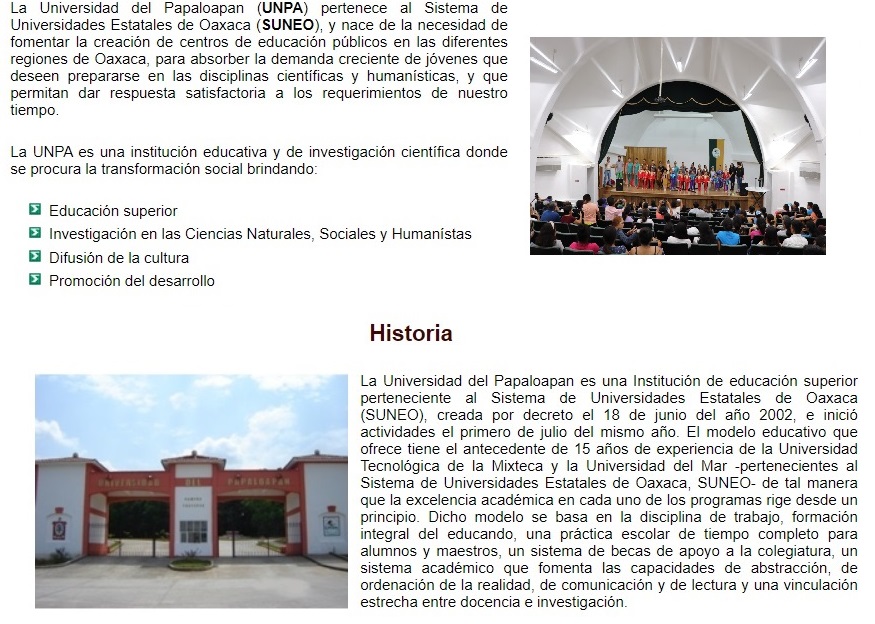 La Universidad del Papaloapan (UNPA) pertenece al Sistema de
Universidades Estatales de Oaxaca (SUNEO), y nace de la necesidad de
fomentar la creación de centros de educación públicos en las diferentes
regiones de Oaxaca, para absorber la demanda creciente de jóvenes que
deseen prepararse en las disciplinas científicas y humanísticas, y que
permitan dar respuesta satisfactoria a los requerimientos de nuestro
tiempo.
La UNPA es una institución educativa y de investigación científica donde
se procura la transformación social brindando:
Educación superior
Investigación en las Ciencias Naturales, Sociales y Humanístas
Difusión de la cultura
Promoción del desarrollo
Historia
UNIVERSIDAD DEL PAPALOAPAN
La Universidad del Papaloapan es una Institución de educación superior
perteneciente al Sistema de Universidades Estatales de Oaxaca
(SUNEO), creada por decreto el 18 de junio del año 2002, e inició
actividades el primero de julio del mismo año. El modelo educativo que
ofrece tiene el antecedente de 15 años de experiencia de la Universidad
Tecnológica de la Mixteca y la Universidad del Mar -pertenecientes al
Sistema de Universidades Estatales de Oaxaca, SUNEO- de tal manera
que la excelencia académica en cada uno de los programas rige desde un
principio. Dicho modelo se basa en la disciplina de trabajo, formación
integral del educando, una práctica escolar de tiempo completo para
alumnos y maestros, un sistema de becas de apoyo a la colegiatura, un
sistema académico que fomenta las capacidades de abstracción, de
ordenación de la realidad, de comunicación y de lectura y una vinculación
estrecha entre docencia e investigación.